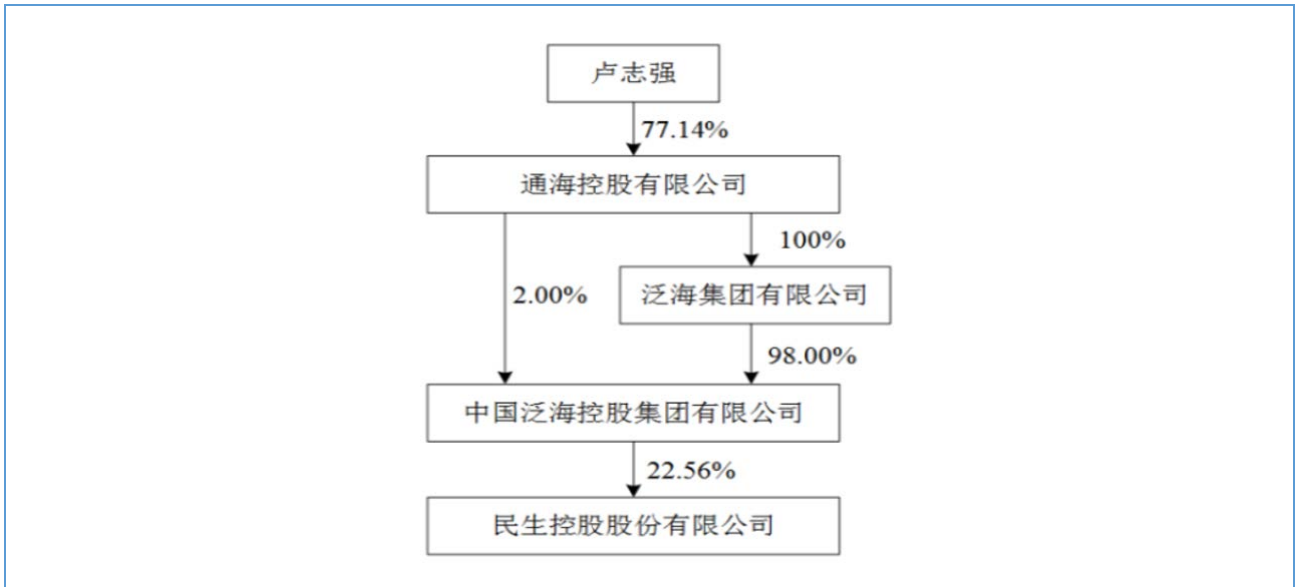 卢志强
77.14%
通海控股有限公司
100%
2.00%
泛海集团有限公司
98.00%
中国泛海控股集团有限公司
22.56%
民生控股股份有限公司